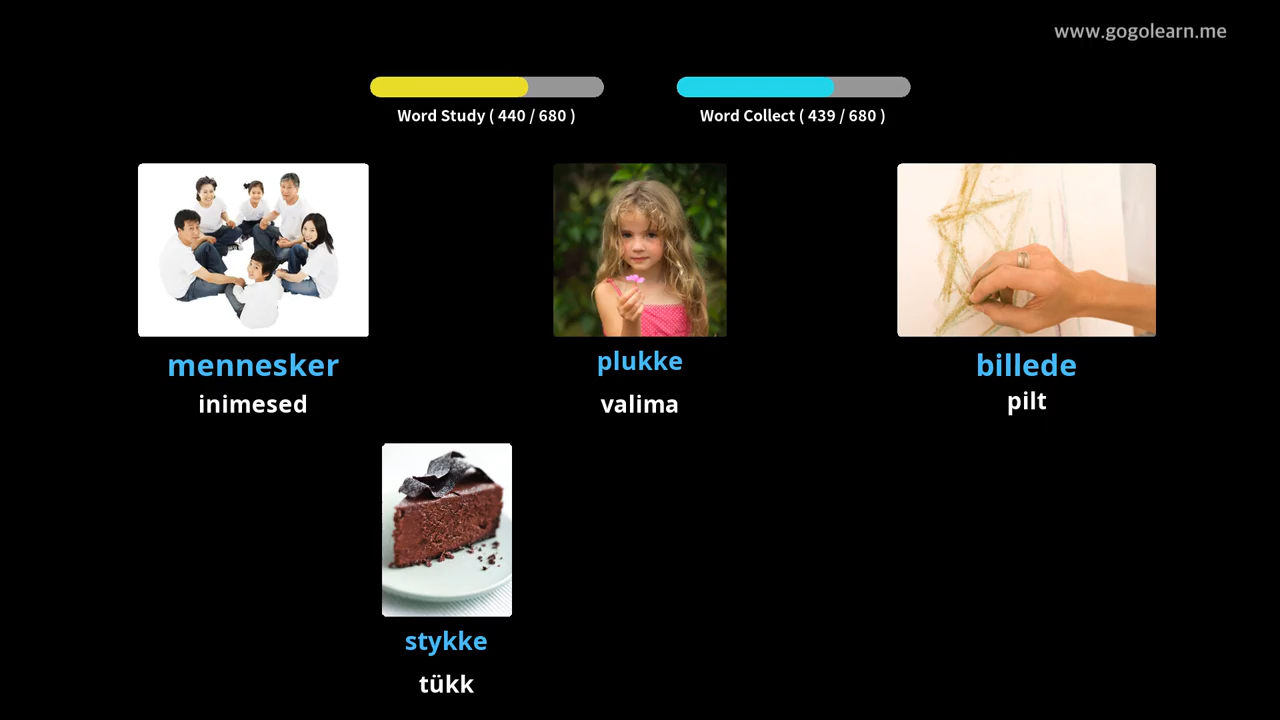 www.gogolearn.me
Word Study ( 440 / 680 )
Word Collect ( 439 / 680 )
mennesker
inimesed
plukke
valima
billede
pilt
stykke
tükk